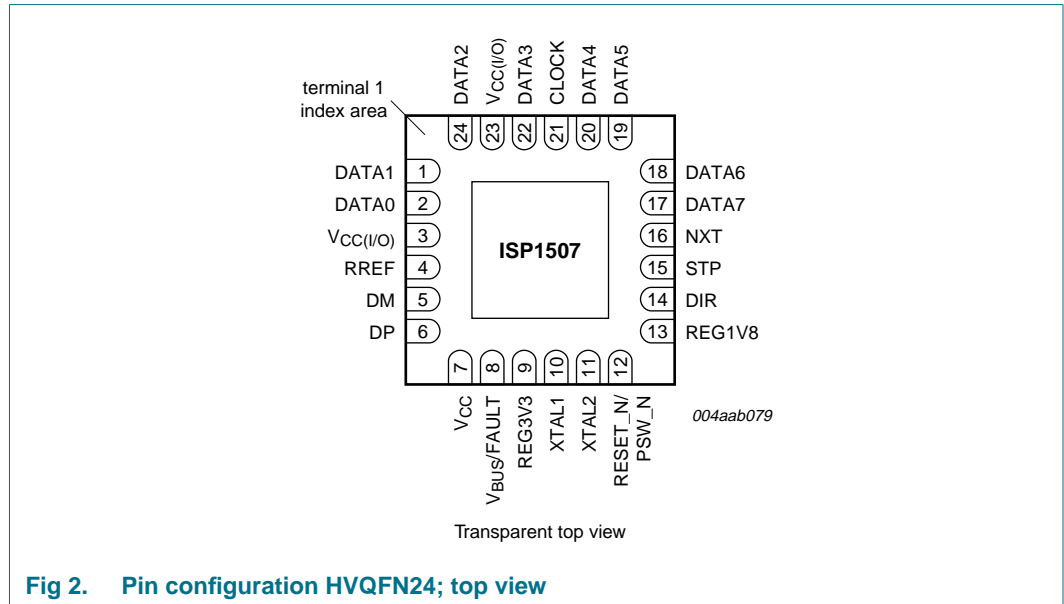 DATA2
VCC(I/O)
DATA3
CLOCK
DATA4
DATA5
terminal 1
index area
24
23
22
21
20
19
DATA1 1
DATA0 2
VCC(I/O) 3
RREF 4
DM 5
DP 6
ISP1507
18 DATA6
17 DATA7
16 NXT
15 STP
14 DIR
13 REG1V8
7
8
9
10
11
12
VCC
VBUS/FAULT
REG3V3
XTAL1
XTAL2
RESET_N/
PSW_N
004aab079
Transparent top view
Fig 2. Pin configuration HVQFN24; top view